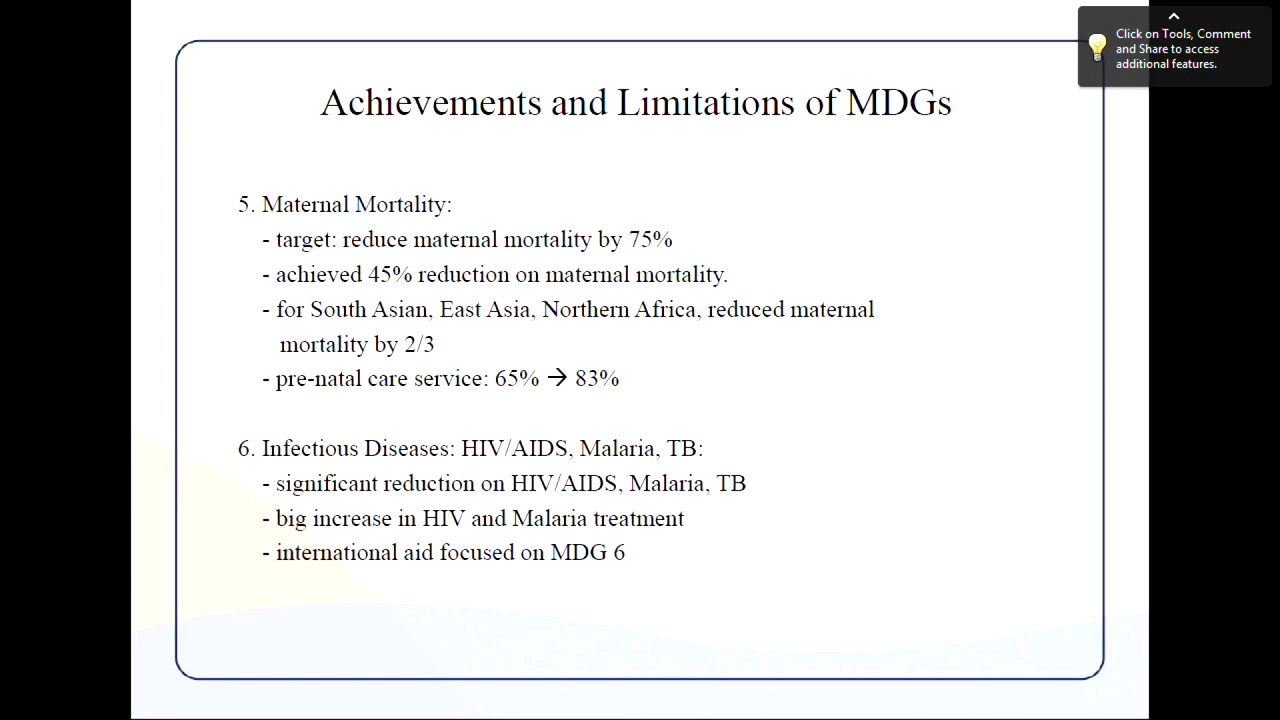 Click on Tools, Comment
and Share to access
additional features.
Achievements and Limitations of MDGs
5. Maternal Mortality:
- target: reduce maternal mortality by 75%
- achieved 45% reduction on maternal mortality.
- for South Asian, East Asia, Northern Africa, reduced maternal
mortality by 2/3
- pre-natal care service: 65% → 83%
6. Infectious Diseases: HIV/AIDS, Malaria, TB:
- significant reduction on HIV/AIDS, Malaria, TB
- big increase in HIV and Malaria treatment
- international aid focused on MDG 6